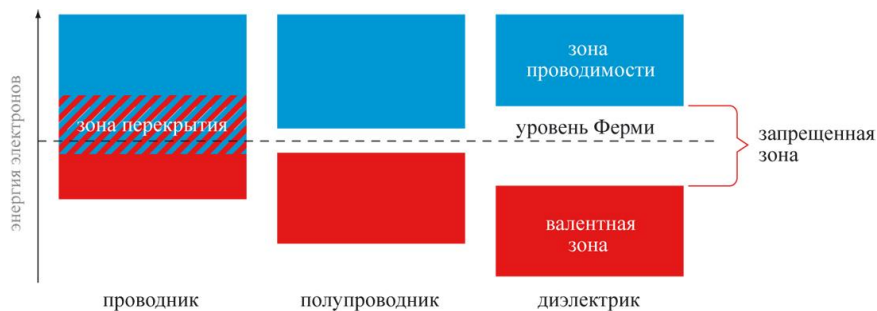 энергия электронов
зона перекрытия
зона
проводимости
уровень Ферми
запрещенная
зона
валентная
зона
проводник
полупроводник
диэлектрик